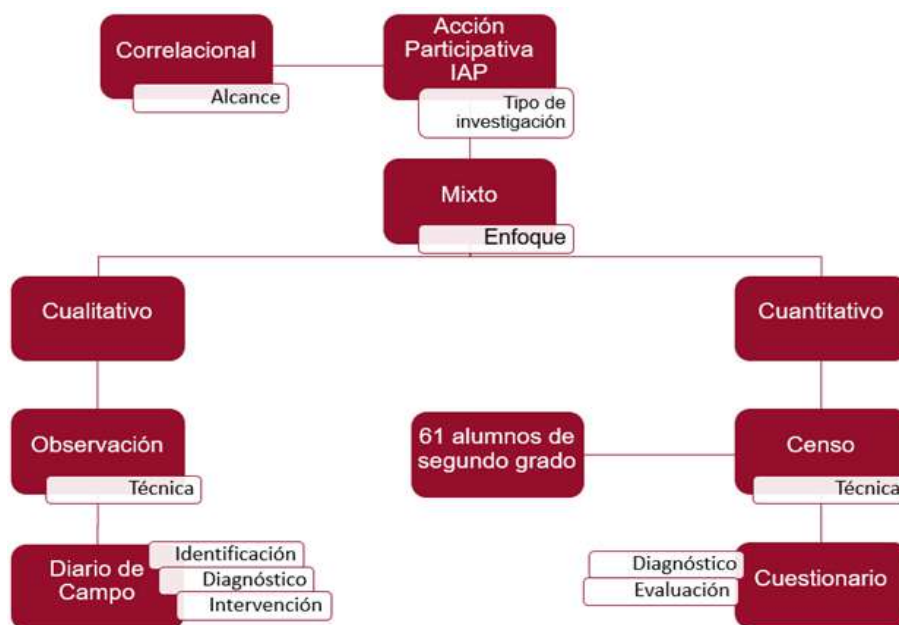 Correlacional
Alcance
Acción
Participativa
IAP
Tipo de
investigación
Mixto
Enfoque
Cualitativo
Cuantitativo
Observación
Técnica
61 alumnos de
segundo grado
Censo
Técnica
Diario de
Campo
Identificación
Diagnóstico
Intervención
Diagnóstico
Evaluación
Cuestionario